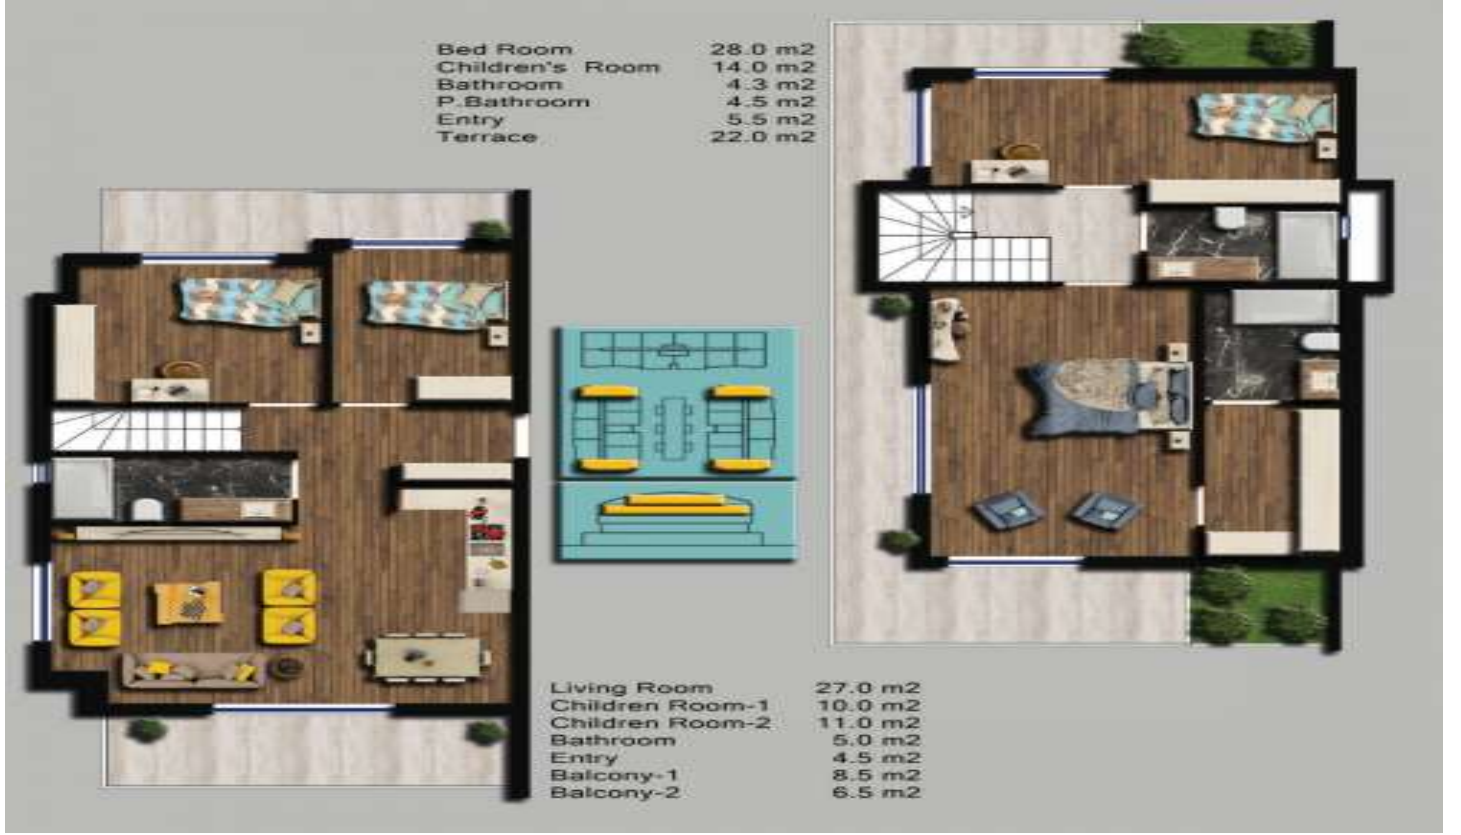 Bed Room 28.0 m2
Children's Room 14.0 m2
Bathroom 4.3 m2
P.Bathroom 4.5 m2
Entry 5.5 m2
Terrace 22.0 m2
Living Room 27.0 m2
Children Room-1 10.0 m2
Children Room-2 11.0 m2
Bathroom 5.0 m2
Entry 4.5 m2
Balcony-1 8.5 m2
Balcony-2 6.5 m2